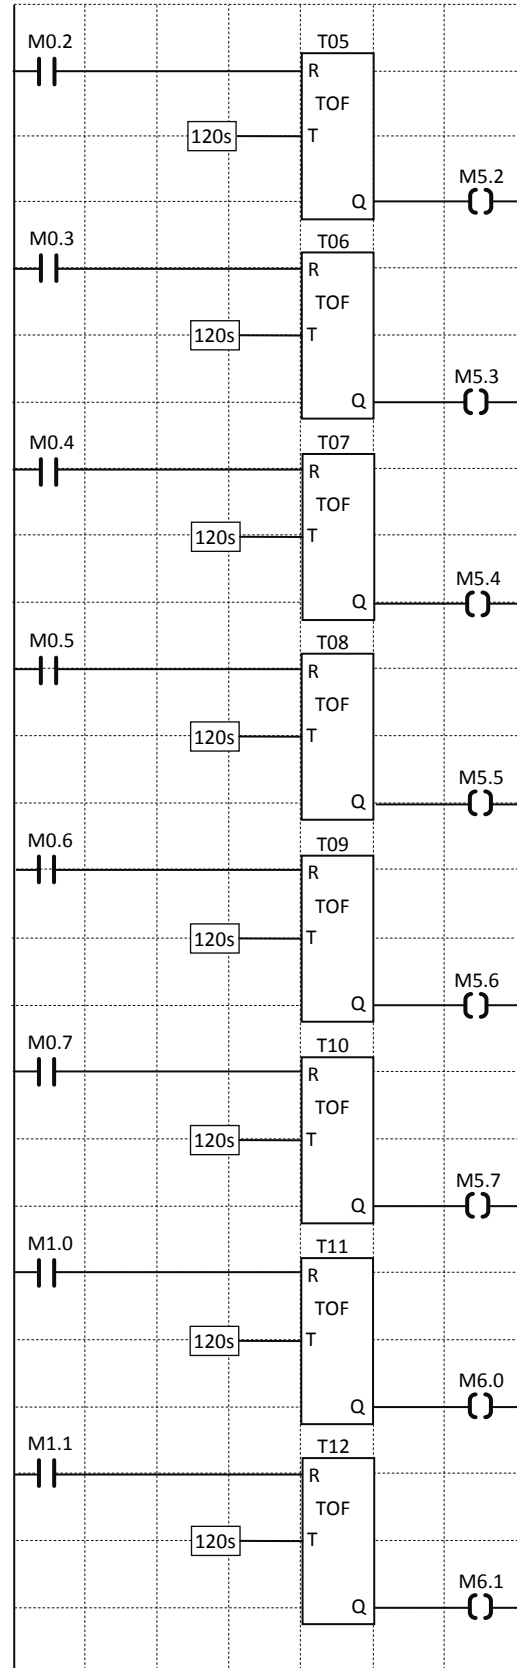 M0.2 T05
R
TOF
120s T
M5.2
Q
M0.3 T06
R
TOF
120s T
M5.3
Q
M0.4 T07
R
TOF
120s T
M5.4
Q
M0.5 T08
R
TOF
120s T
M5.5
Q
M0.6 T09
R
TOF
120s T
M5.6
Q
M0.7 T10
R
TOF
120s T
M5.7
Q
M1.0 T11
R
TOF
120s T
M6.0
Q
M1.1 T12
R
TOF
120s T
M6.1
Q